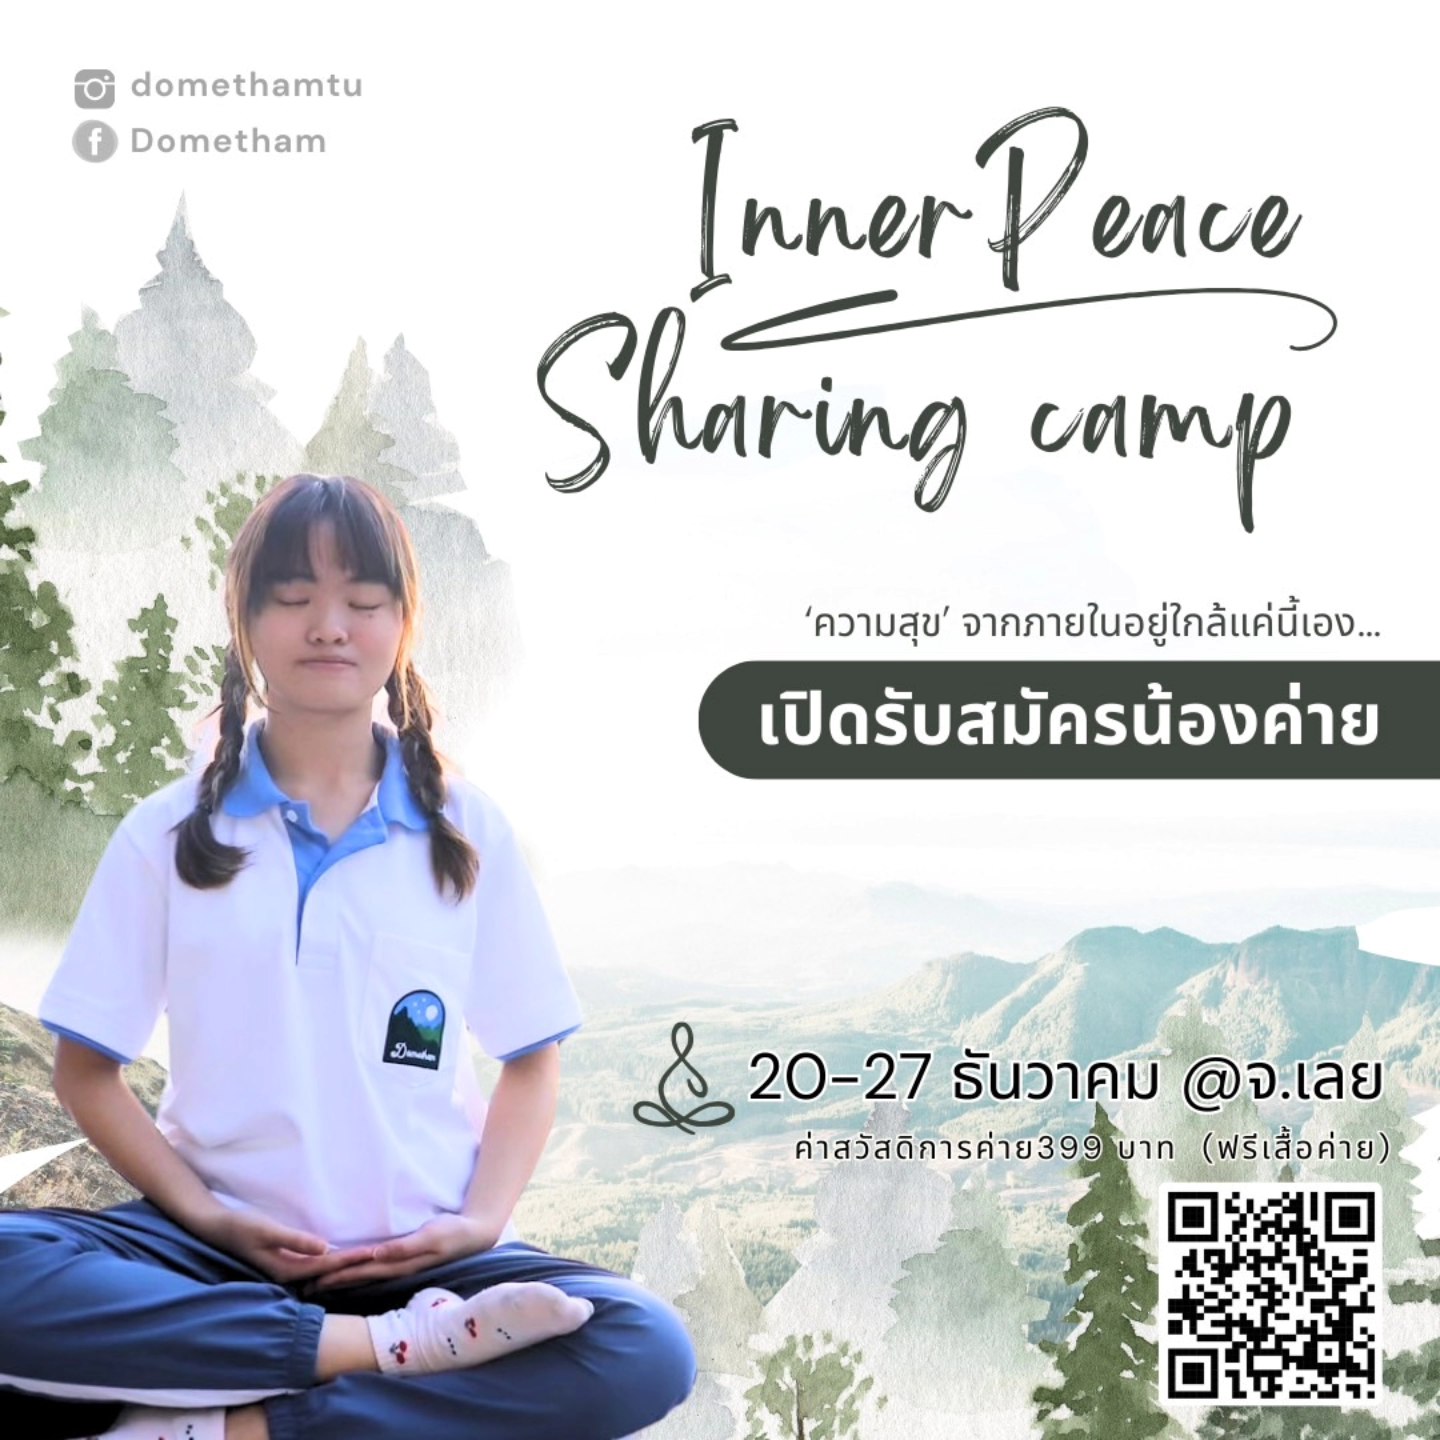 domethamtu
Dometham
Inner Peace
Sharing camp
‘ความสุข’ จากภายในอยู่ใกล้แค่นี้เอง...
เปิดรับสมัครน้องค่าย
Dometham
20-27 ธันวาคม @จ.เลย
ค่าสวัสดิการค่าย399 บาท (ฟรีเสื้อค่าย)